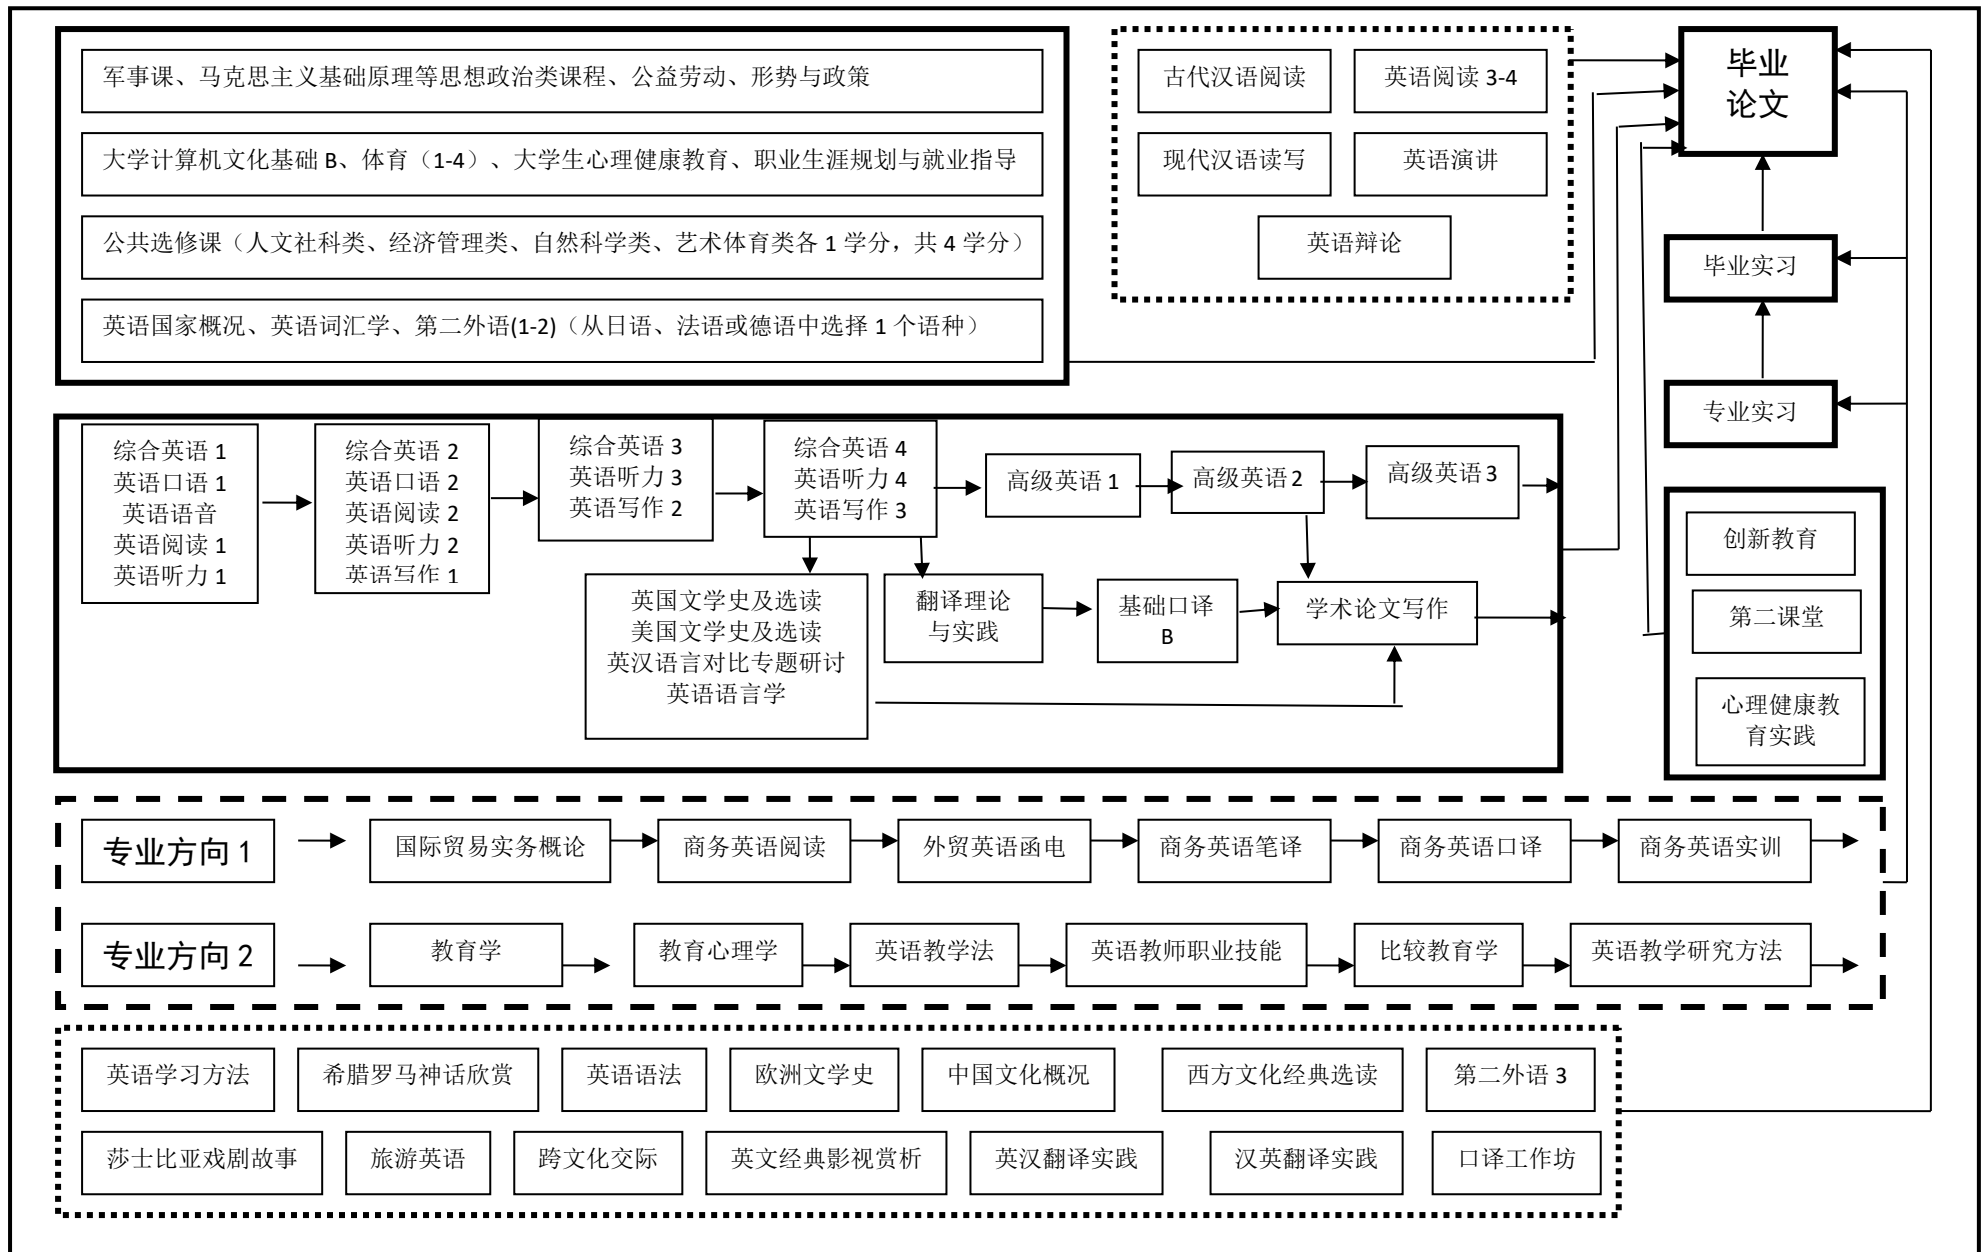 军事课、马克思主义基础原理等思想政治类课程、公益劳动、形势与政策
大学计算机文化基础 B、体育（1-4）、大学生心理健康教育、职业生涯规划与就业指导
公共选修课（人文社科类、经济管理类、自然科学类、艺术体育类各 1 学分，共 4 学分）
英语国家概况、英语词汇学、第二外语(1-2)（从日语、法语或德语中选择 1 个语种）
古代汉语阅读
英语阅读 3-4
现代汉语读写
英语演讲
英语辩论
毕业
论文
毕业实习
专业实习
综合英语 1
英语口语 1
英语语音
英语阅读 1
英语听力 1
综合英语 2
英语口语 2
英语阅读 2
英语听力 2
英语写作 1
综合英语 3
英语听力 3
英语写作 2
综合英语 4
英语听力 4
英语写作 3
高级英语 1
高级英语 2
高级英语 3
英国文学史及选读
美国文学史及选读
英汉语言对比专题研讨
英语语言学
翻译理论
与实践
基础口译
B
学术论文写作
创新教育
第二课堂
心理健康教
育实践
专业方向 1
国际贸易实务概论
商务英语阅读
外贸英语函电
商务英语笔译
商务英语口译
商务英语实训
专业方向 2
教育学
教育心理学
英语教学法
英语教师职业技能
比较教育学
英语教学研究方法
英语学习方法
希腊罗马神话欣赏
英语语法
欧洲文学史
中国文化概况
西方文化经典选读
第二外语 3
莎士比亚戏剧故事
旅游英语
跨文化交际
英文经典影视赏析
英汉翻译实践
汉英翻译实践
口译工作坊